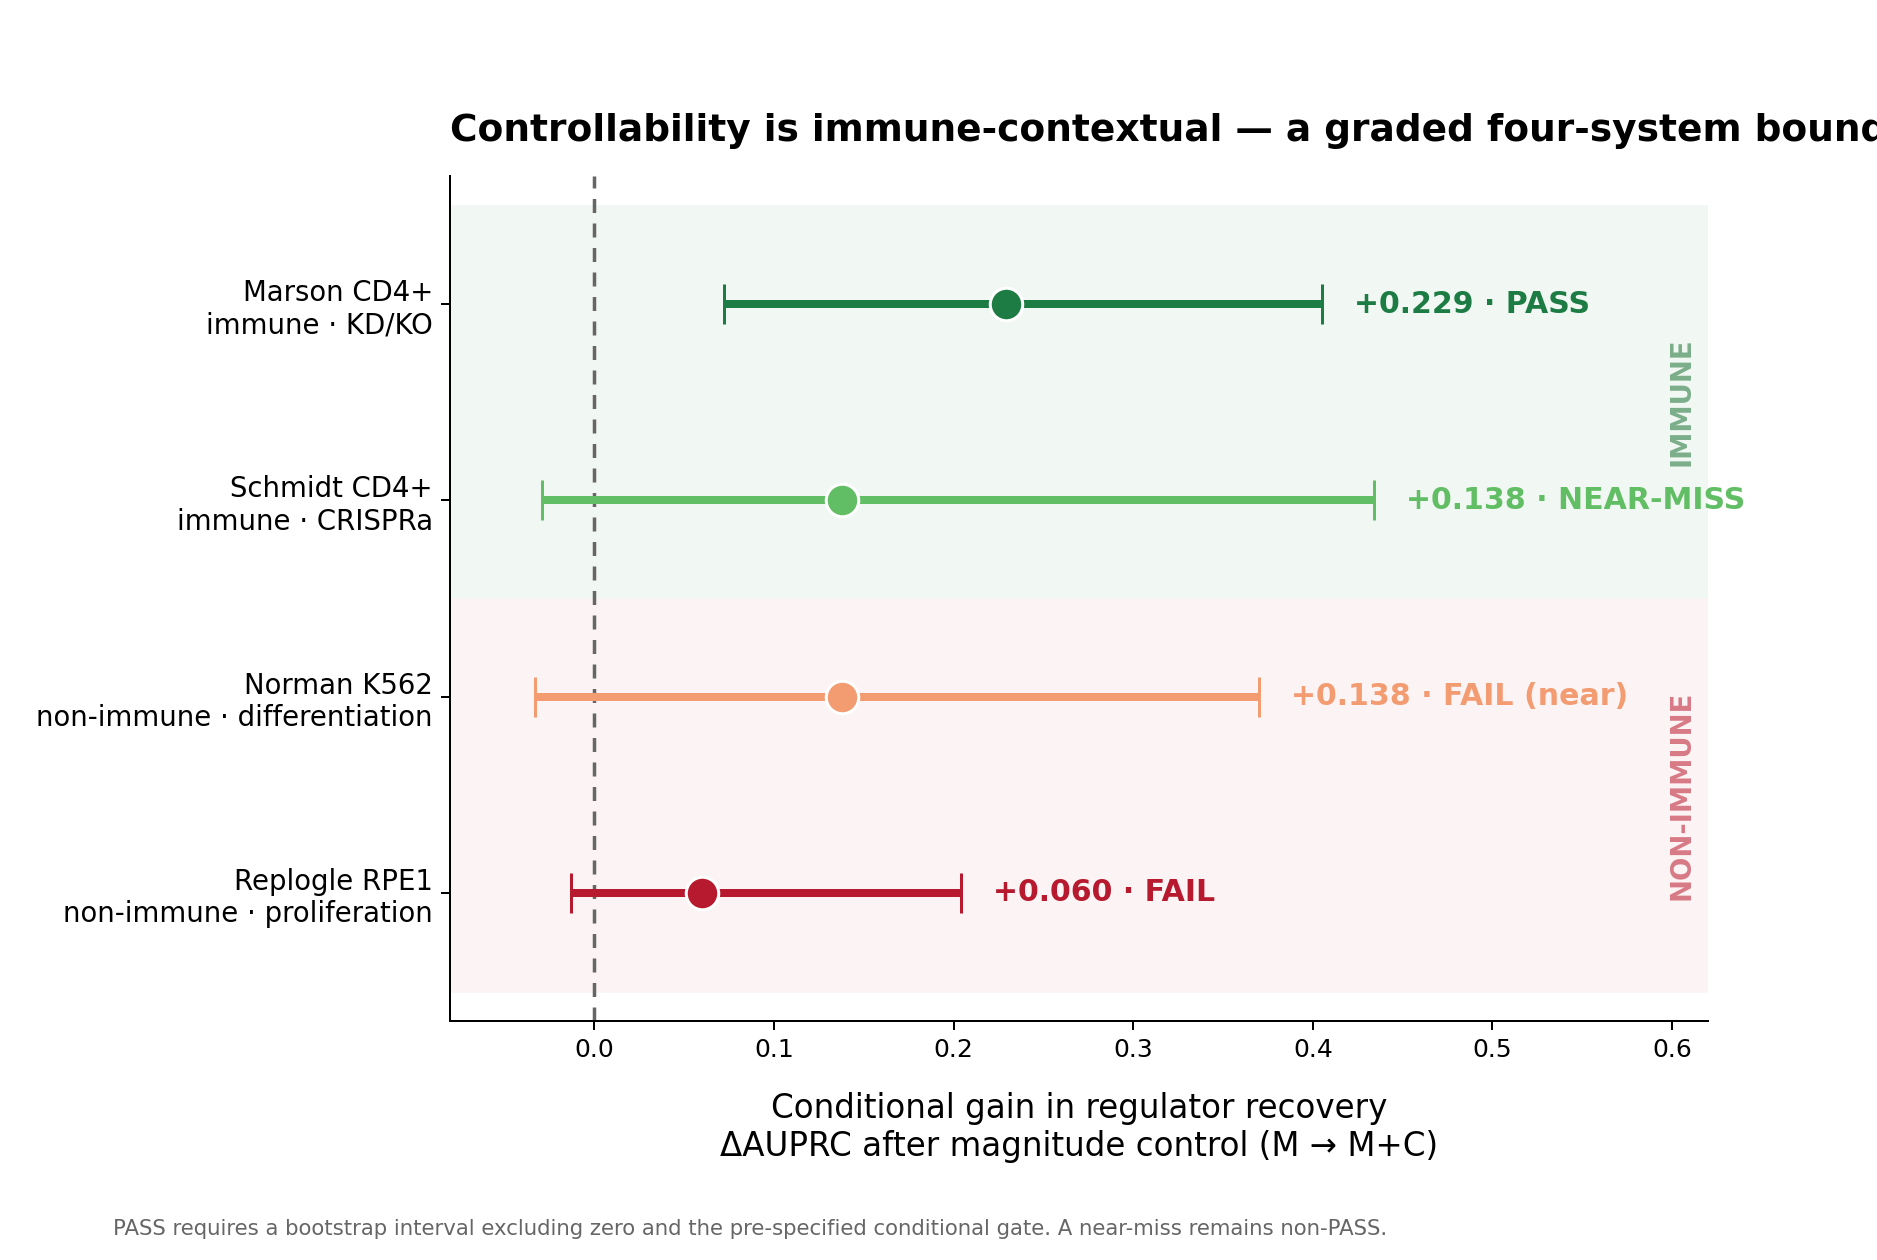 Controllability is immune-contextual — a graded four-system bound
Marson CD4+
immune · KD/KO
+0.229 · PASS
IMMUNE
Schmidt CD4+
immune · CRISPRa
+0.138 · NEAR-MISS
Norman K562
non-immune · differentiation
+0.138 · FAIL (near)
NON-IMMUNE
Replogle RPE1
non-immune · proliferation
+0.060 · FAIL
0.0 0.1 0.2 0.3 0.4 0.5 0.6
Conditional gain in regulator recovery
ΔAUPRC after magnitude control (M → M+C)
PASS requires a bootstrap interval excluding zero and the pre-specified conditional gate. A near-miss remains non-PASS.